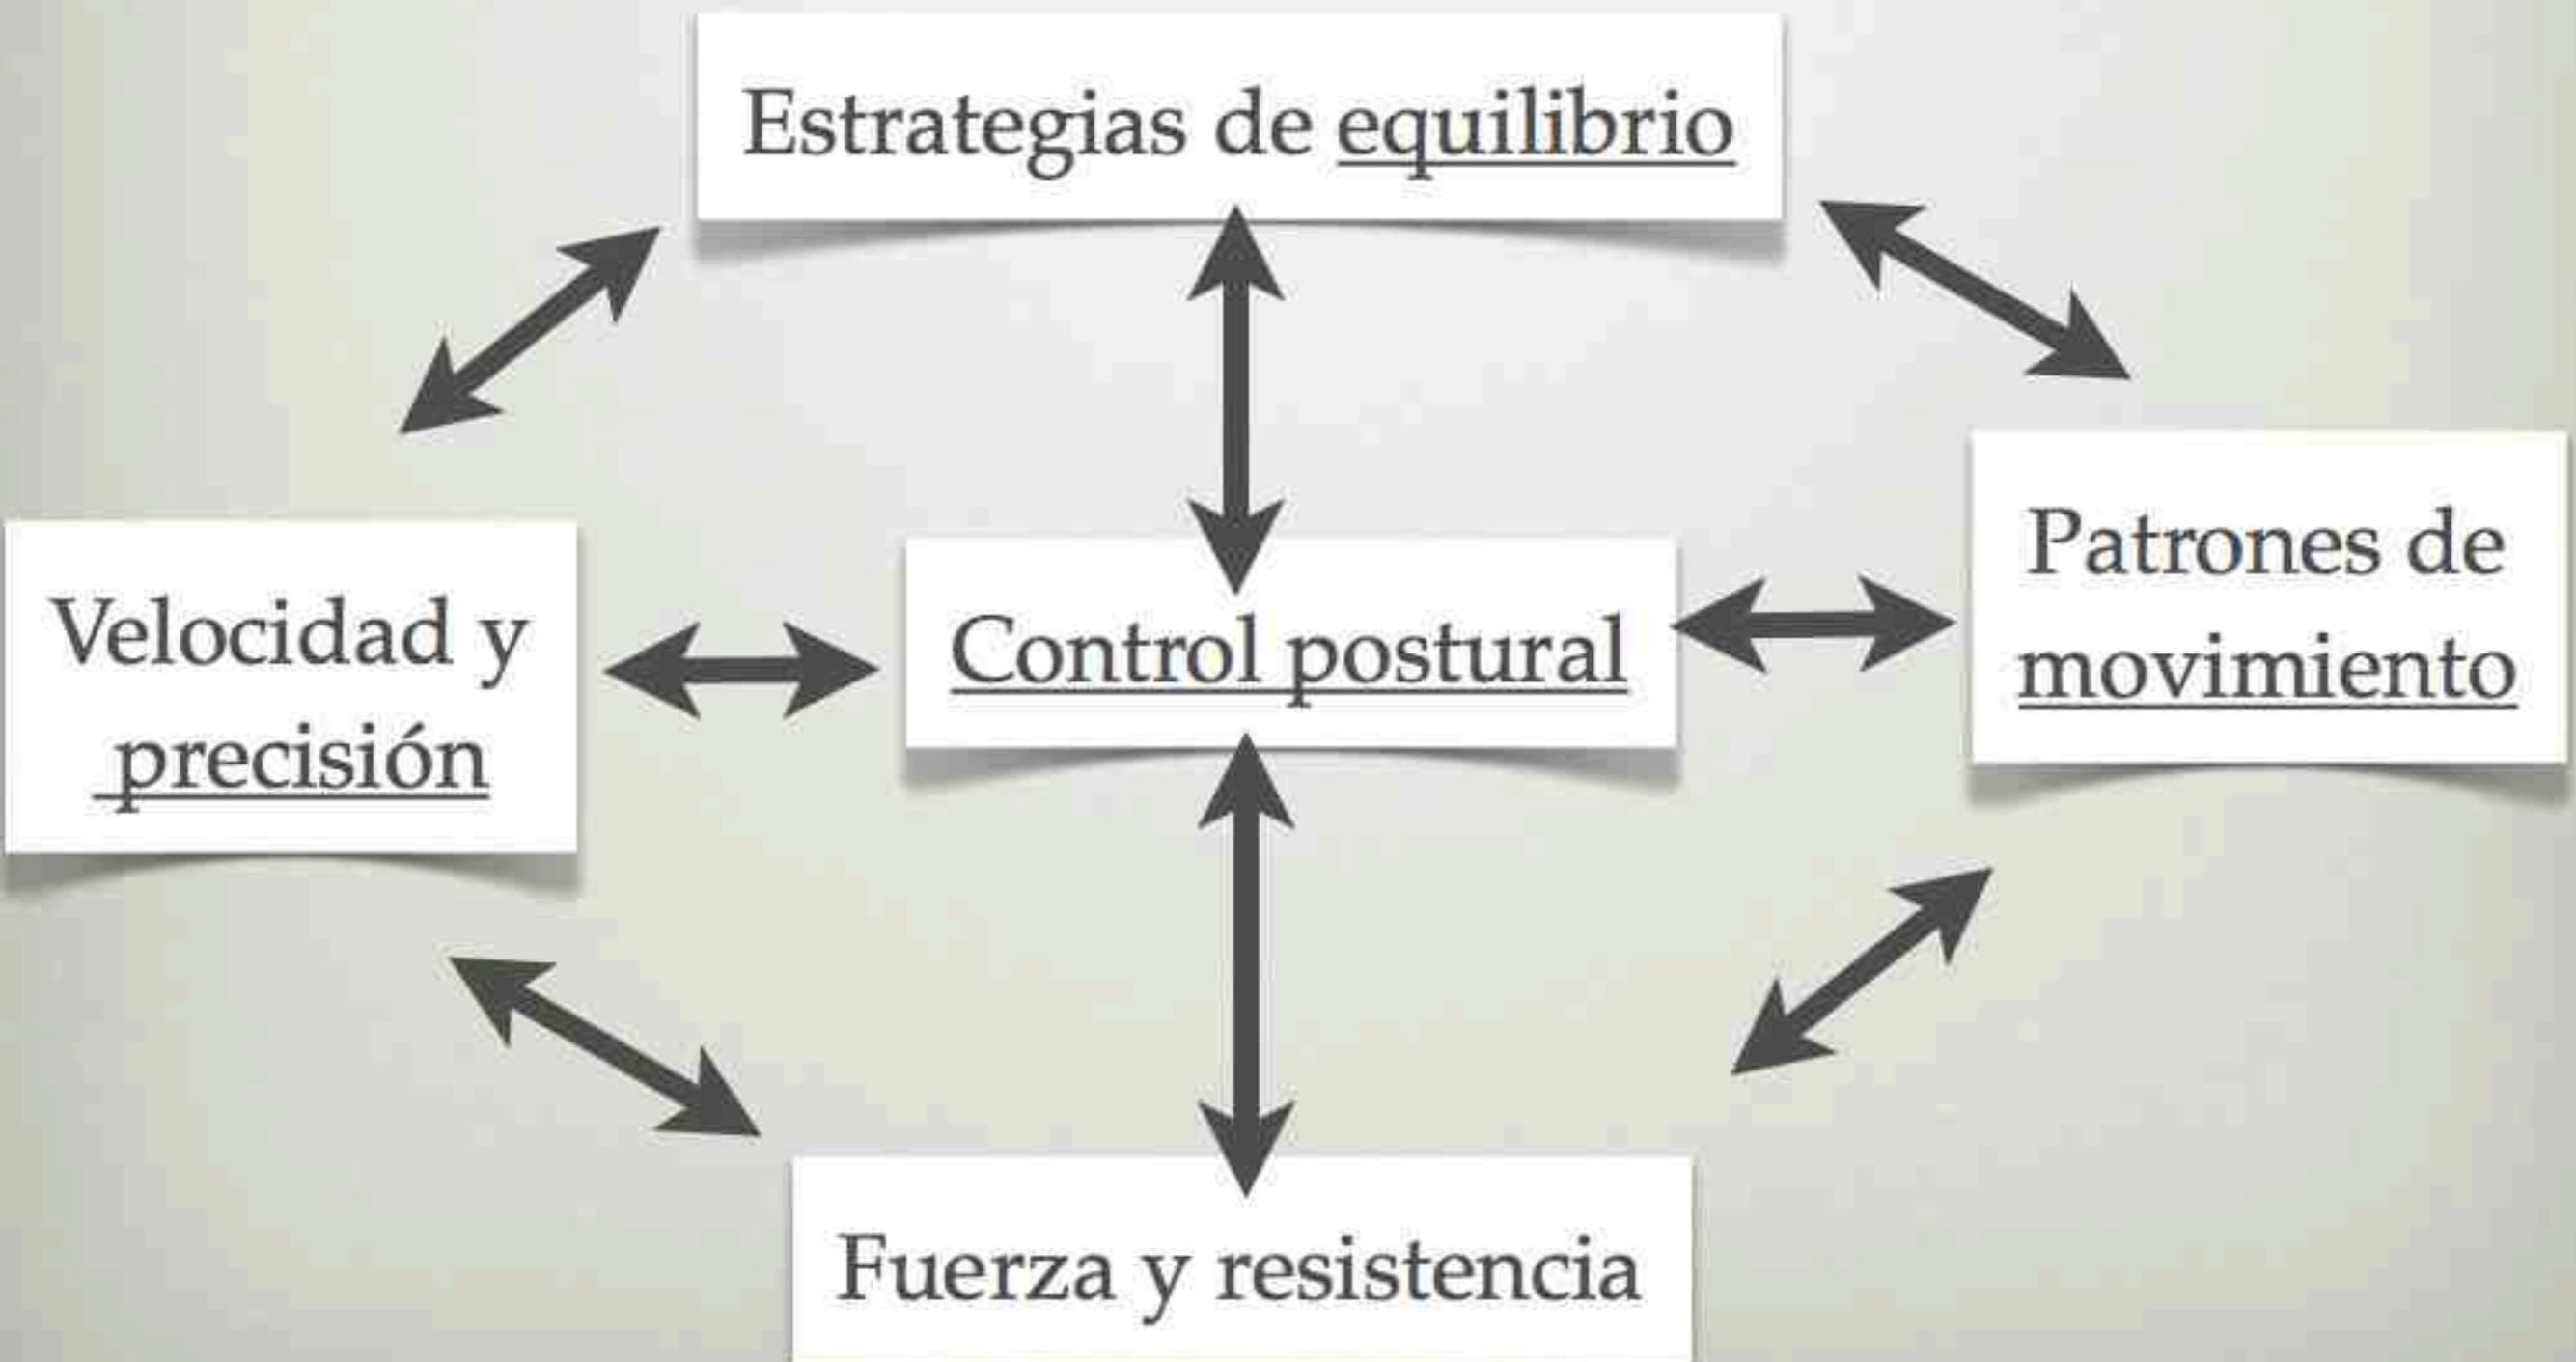 Estrategias de equilibrio
Velocidad y
precisión
Control postural
Patrones de
movimiento
Fuerza y resistencia